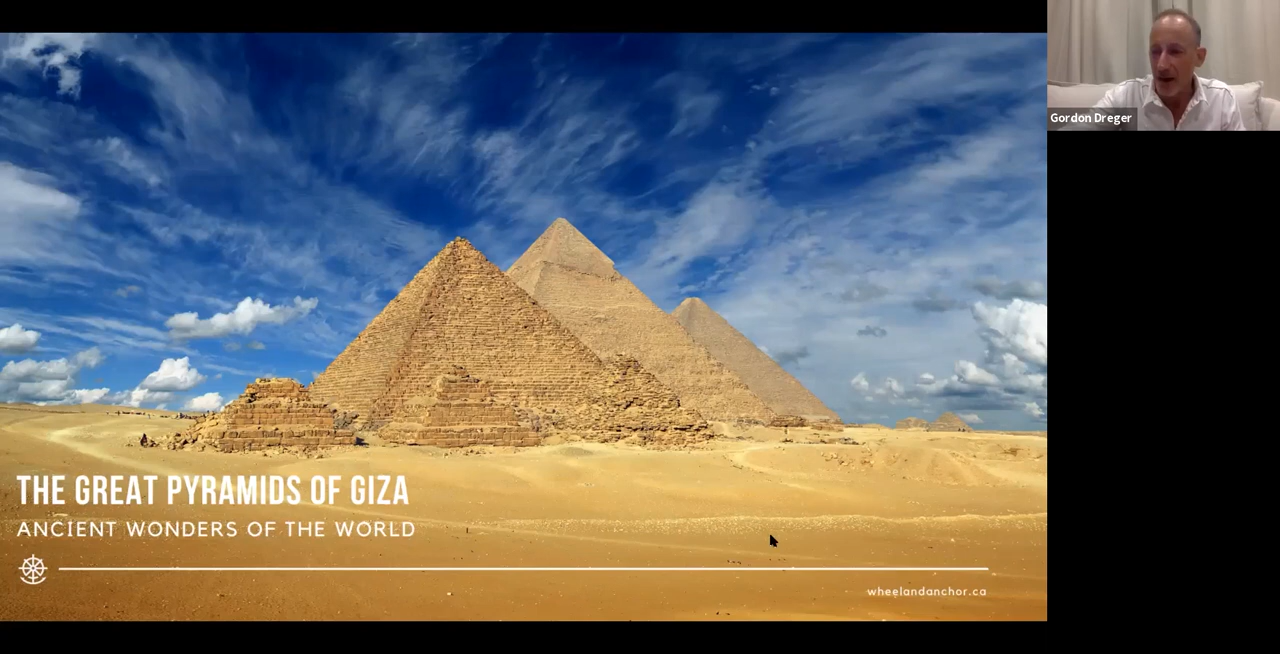 Gordon Dreger
THE GREAT PYRAMIDS OF GIZA
ANCIENT WONDERS OF THE WORLD
wheelandanchor.ca